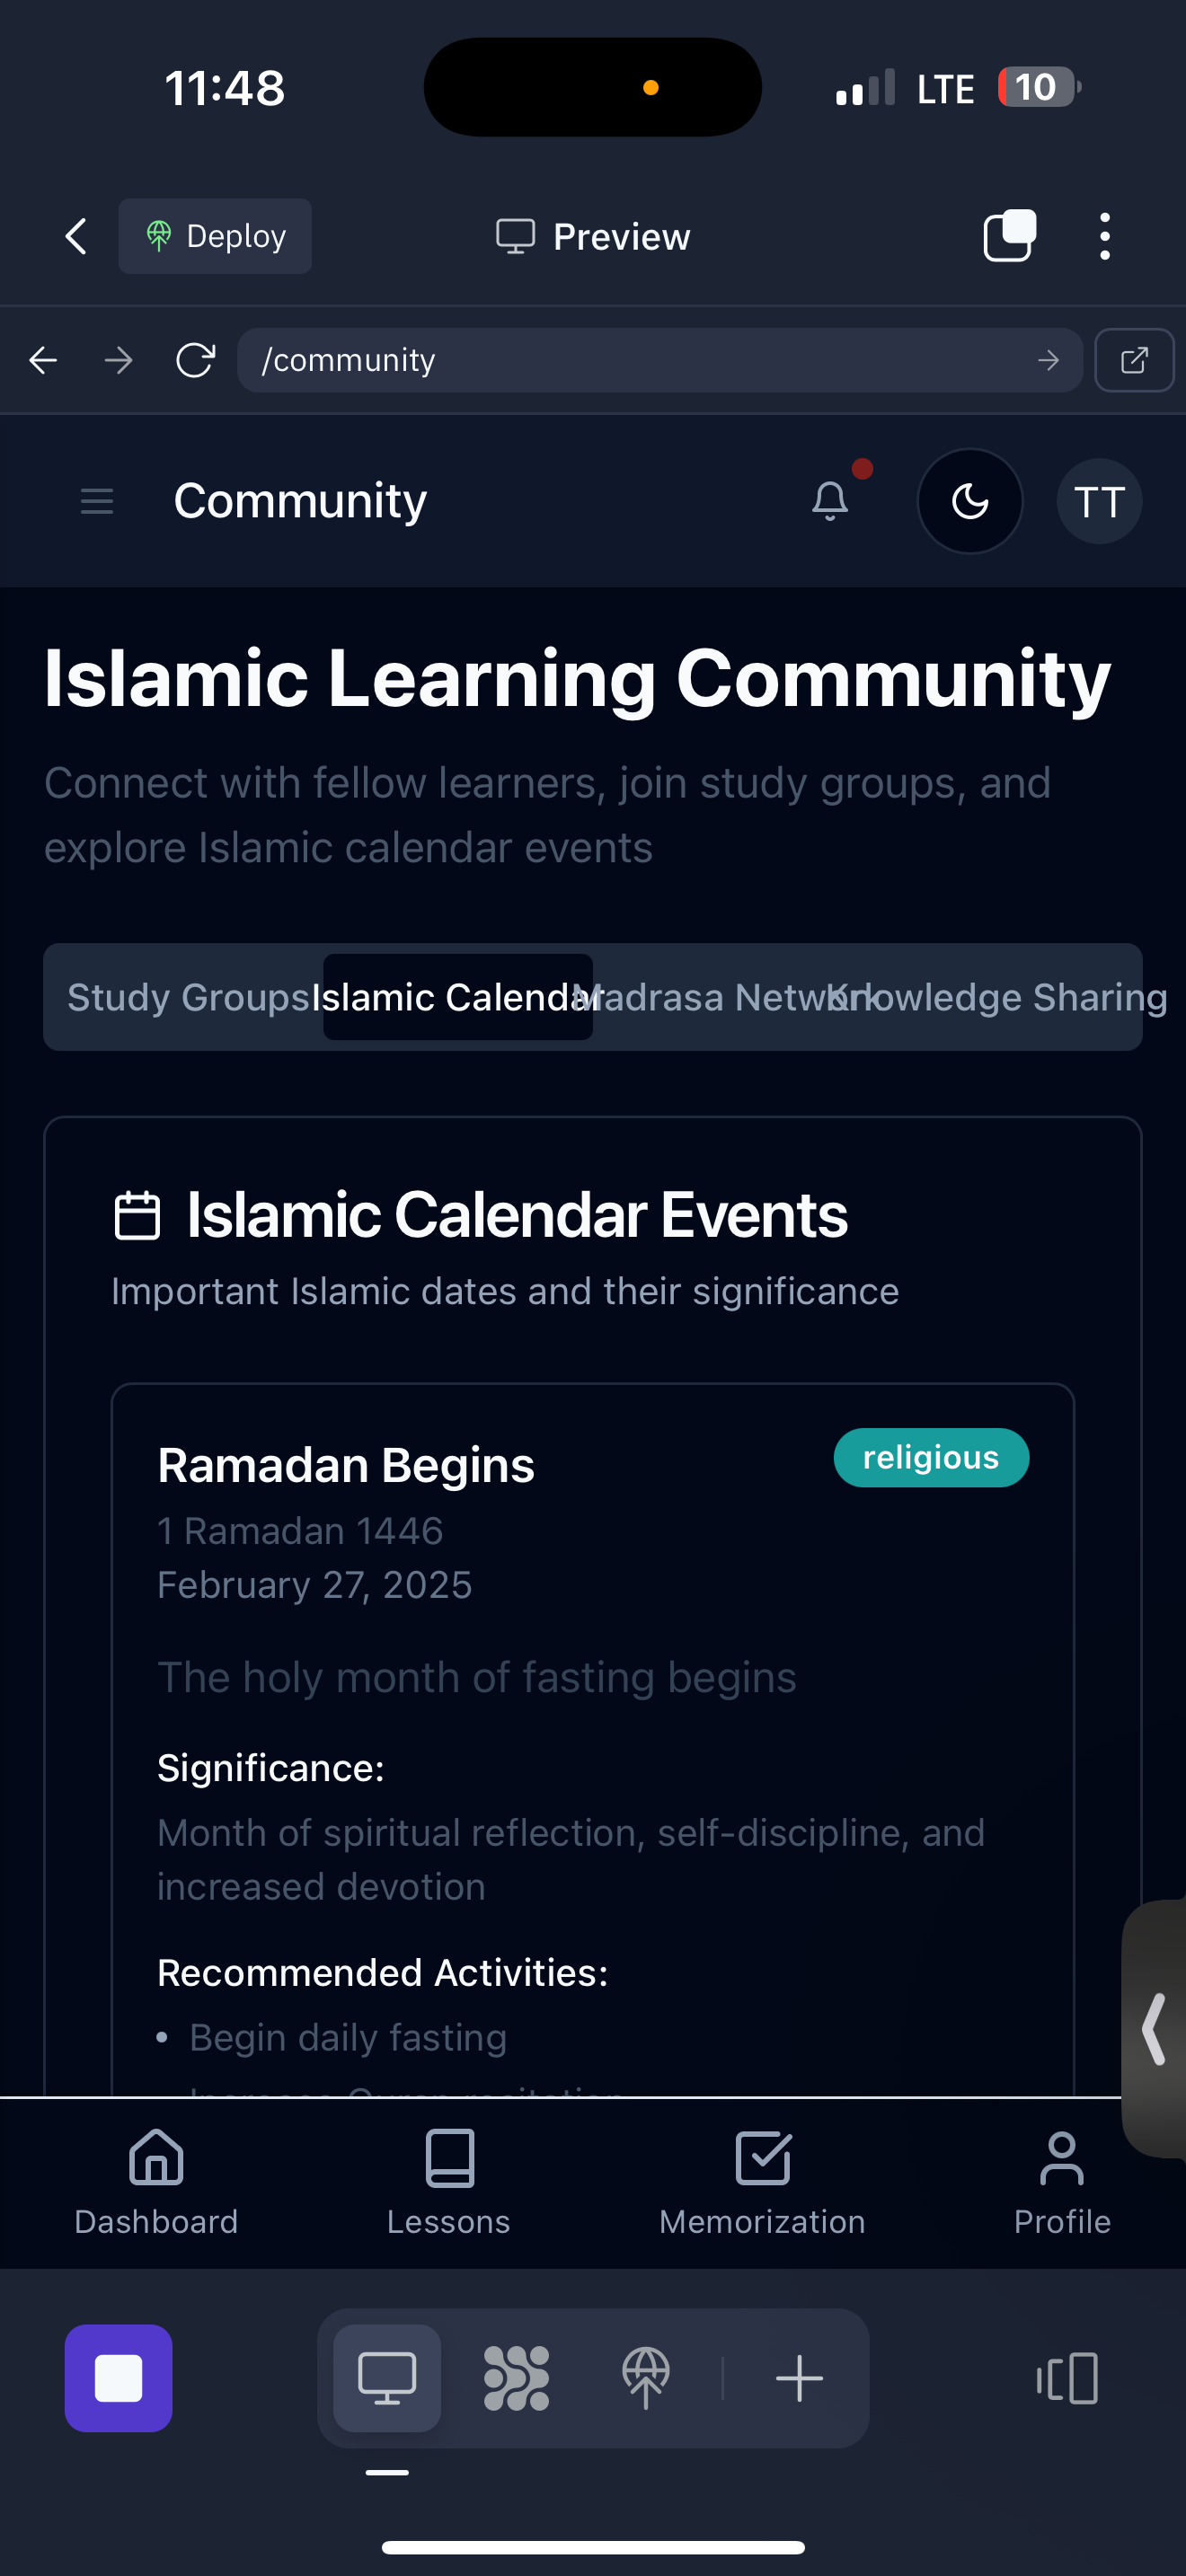 11:48
LTE
10
Deploy
Preview
/community
Community
TT
Islamic Learning Community
Connect with fellow learners, join study groups, and
explore Islamic calendar events
Study Groups Islamic Calendar Madrasa Network Knowledge Sharing
Islamic Calendar Events
Important Islamic dates and their significance
Ramadan Begins
religious
1 Ramadan 1446
February 27, 2025
The holy month of fasting begins
Significance:
Month of spiritual reflection, self-discipline, and
increased devotion
Recommended Activities:
• Begin daily fasting
Increase Quran recitation
Dashboard
Lessons
Memorization
Profile